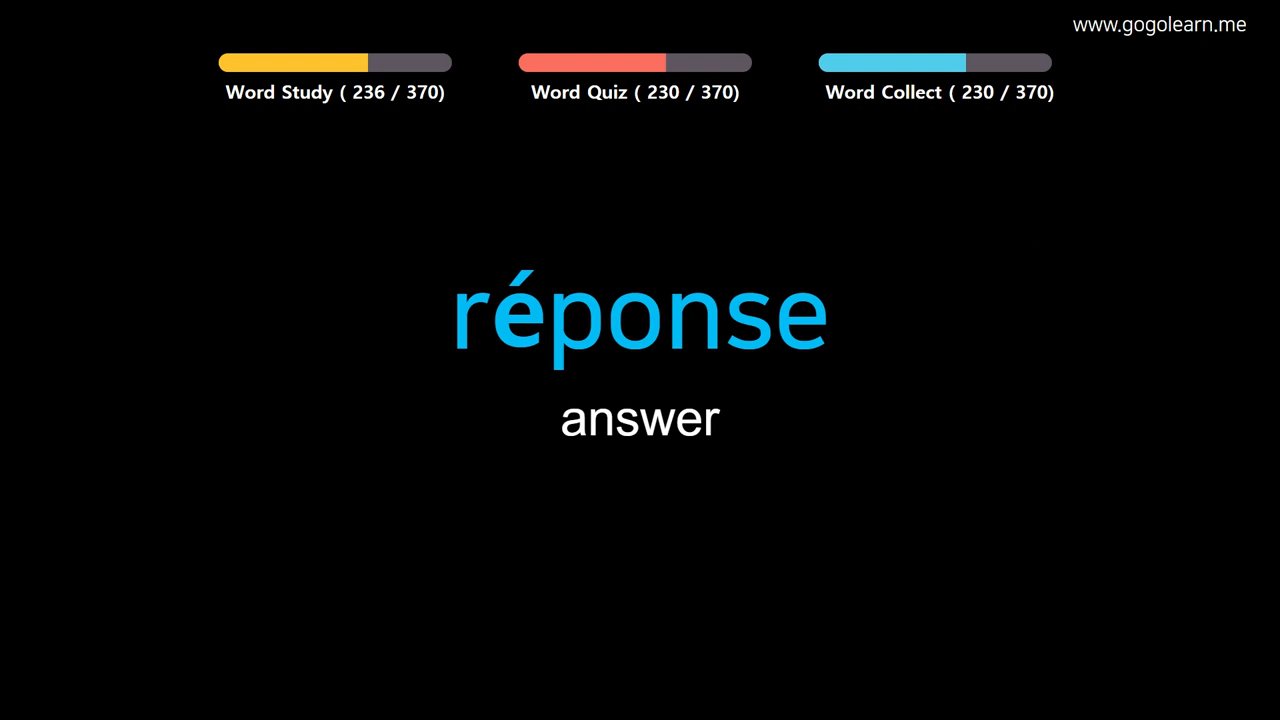 www.gogolearn.me
Word Study ( 236 / 370)
Word Quiz ( 230 / 370)
Word Collect ( 230 / 370)
réponse
answer